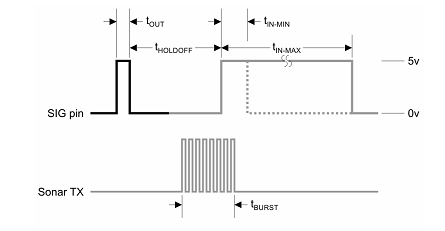 tOUT tIN-MIN
tHOLDOFF tIN-MAX
5v
SIG pin 0v
Sonar TX
tBURST